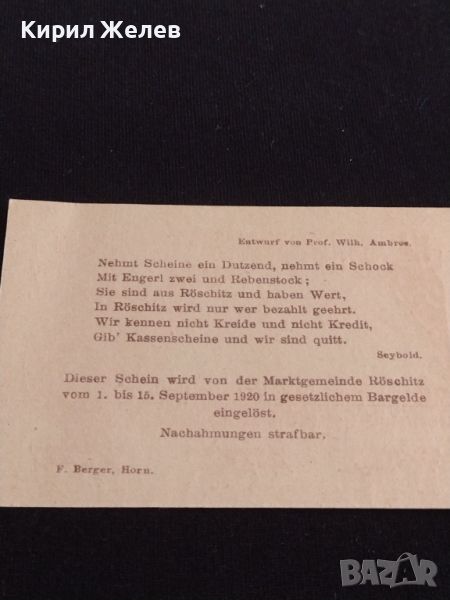 Кирил Желев
Entwurf von Prof. Wilh. Ambros.
Nehmt Scheine ein Dutzend, nehmt ein Schock
Mit Engerl zwei und Rebenstock;
Sie sind aus Röschitz und haben Wert,
In Röschitz wird nur wer bezahlt geehrt.
Wir kennen nicht Kreide und nicht Kredit,
Gib' Kassenscheine und wir sind quitt.
Seybold.
Dieser Schein wird von der Marktgemeinde Röschitz
vom 1. bis 15. September 1920 in gesetzlichem Bargelde
eingelöst.
Nachahmungen strafbar.
F. Berger, Horn.
BAZAR